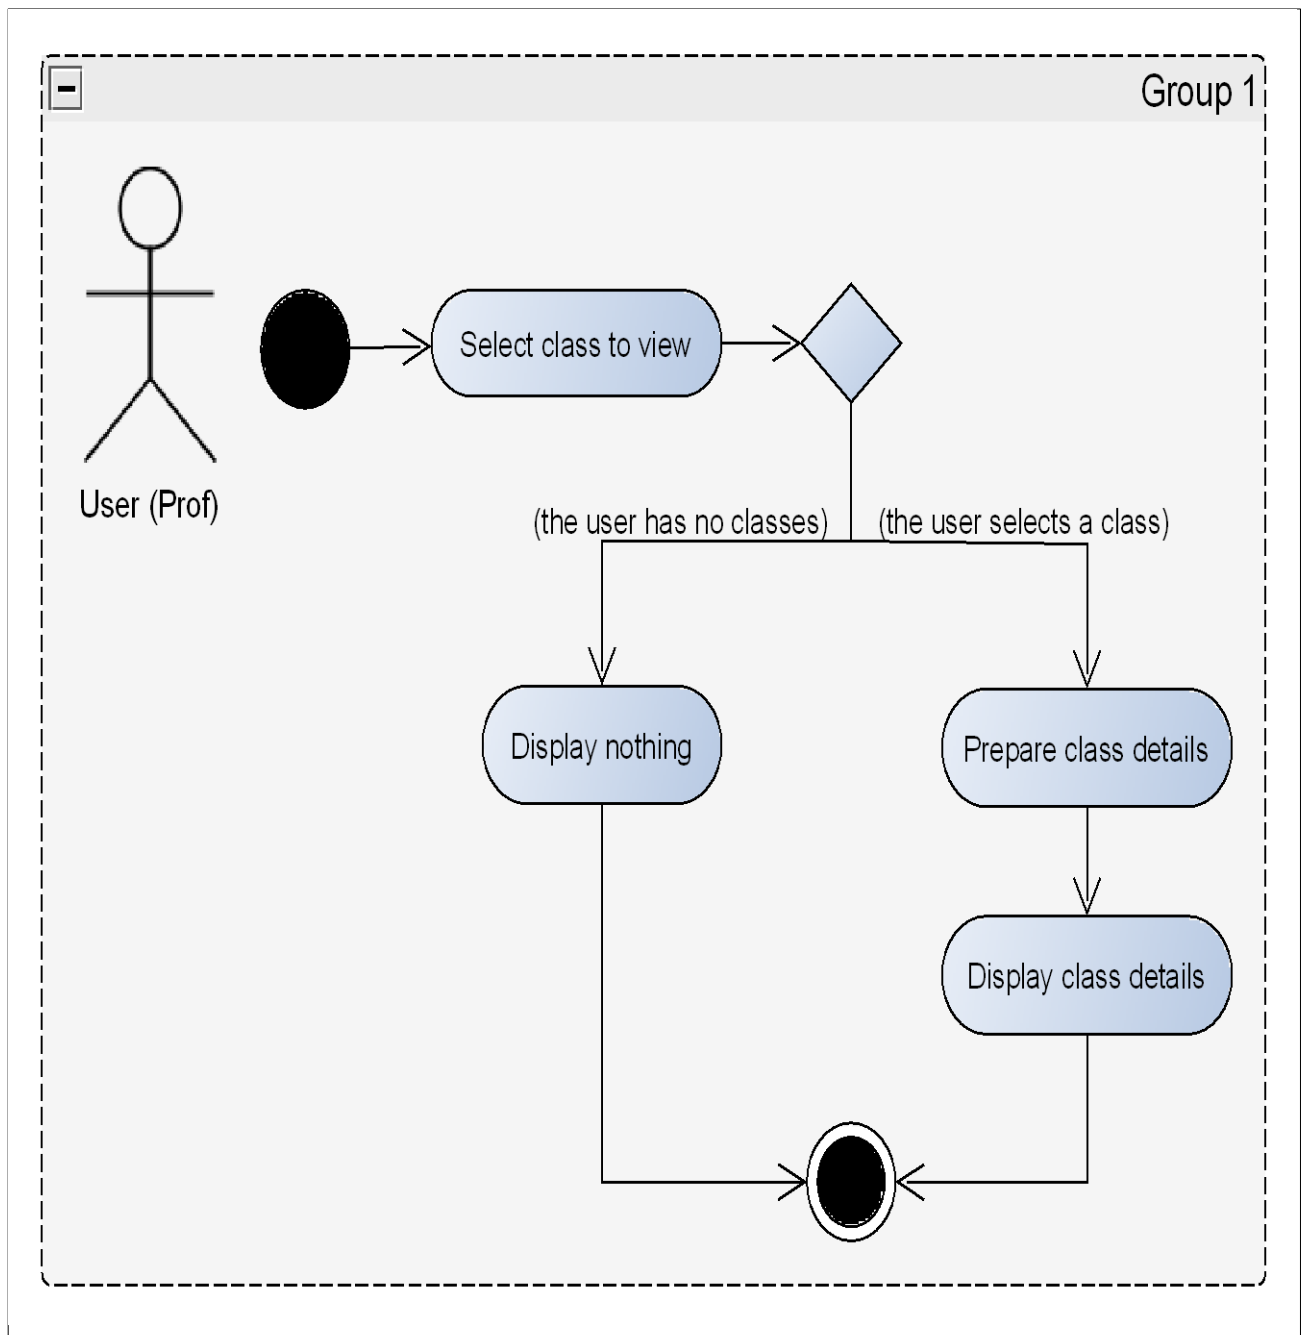 Group 1
Select class to view
User (Prof)
(the user has no classes)
(the user selects a class)
Display nothing
Prepare class details
Display class details